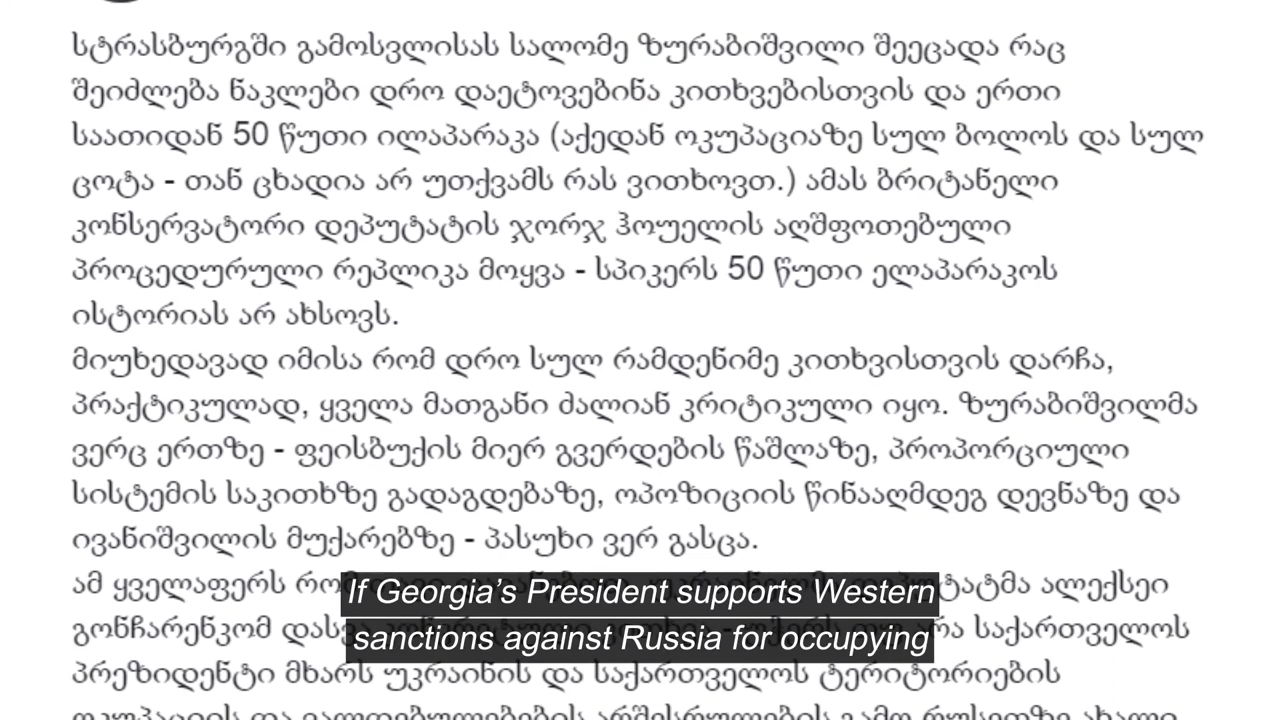 სტრასბურგში გამოსვლისას სალომე ზურაბიშვილი შეეცადა რაც
შეიძლება ნაკლები დრო დაეტოვებინა კითხვებისთვის და ერთი
საათიდან 50 წუთი ილაპარაკა (აქედან ოკუპაციაზე სულ ბოლოს და სულ
ცოტა - თან ცხადია არ უთქვამს რას ვითხოვთ.) ამას ბრიტანელი
კონსერვატორი დეპუტატის ჯორჯ ჰოუელის აღშფოთებული
პროცედურული რეპლიკა მოყვა - სპიკერს 50 წუთი ელაპარაკოს
ისტორიას არ ახსოვს.
მიუხედავად იმისა რომ დრო სულ რამდენიმე კითხვისთვის დარჩა,
პრაქტიკულად, ყველა მათგანი ძალიან კრიტიკული იყო. ზურაბიშვილმა
ვერც ერთზე - ფეისბუქის მიერ გვერდების წაშლაზე, პროპორციული
სისტემის საკითხზე გადაგდებაზე, ოპოზიციის წინააღმდეგ დევნაზე და
ივანიშვილის მუქარებზე - პასუხი ვერ გასცა.
ამ ყველაფერს ალექსეი
If Georgia's President supports Western
გონჩარენკომ საქართველოს
sanctions against Russia for occupying
პრეზიდენტი მხარს უკრაინის და საქართველოს ტერიტორიების